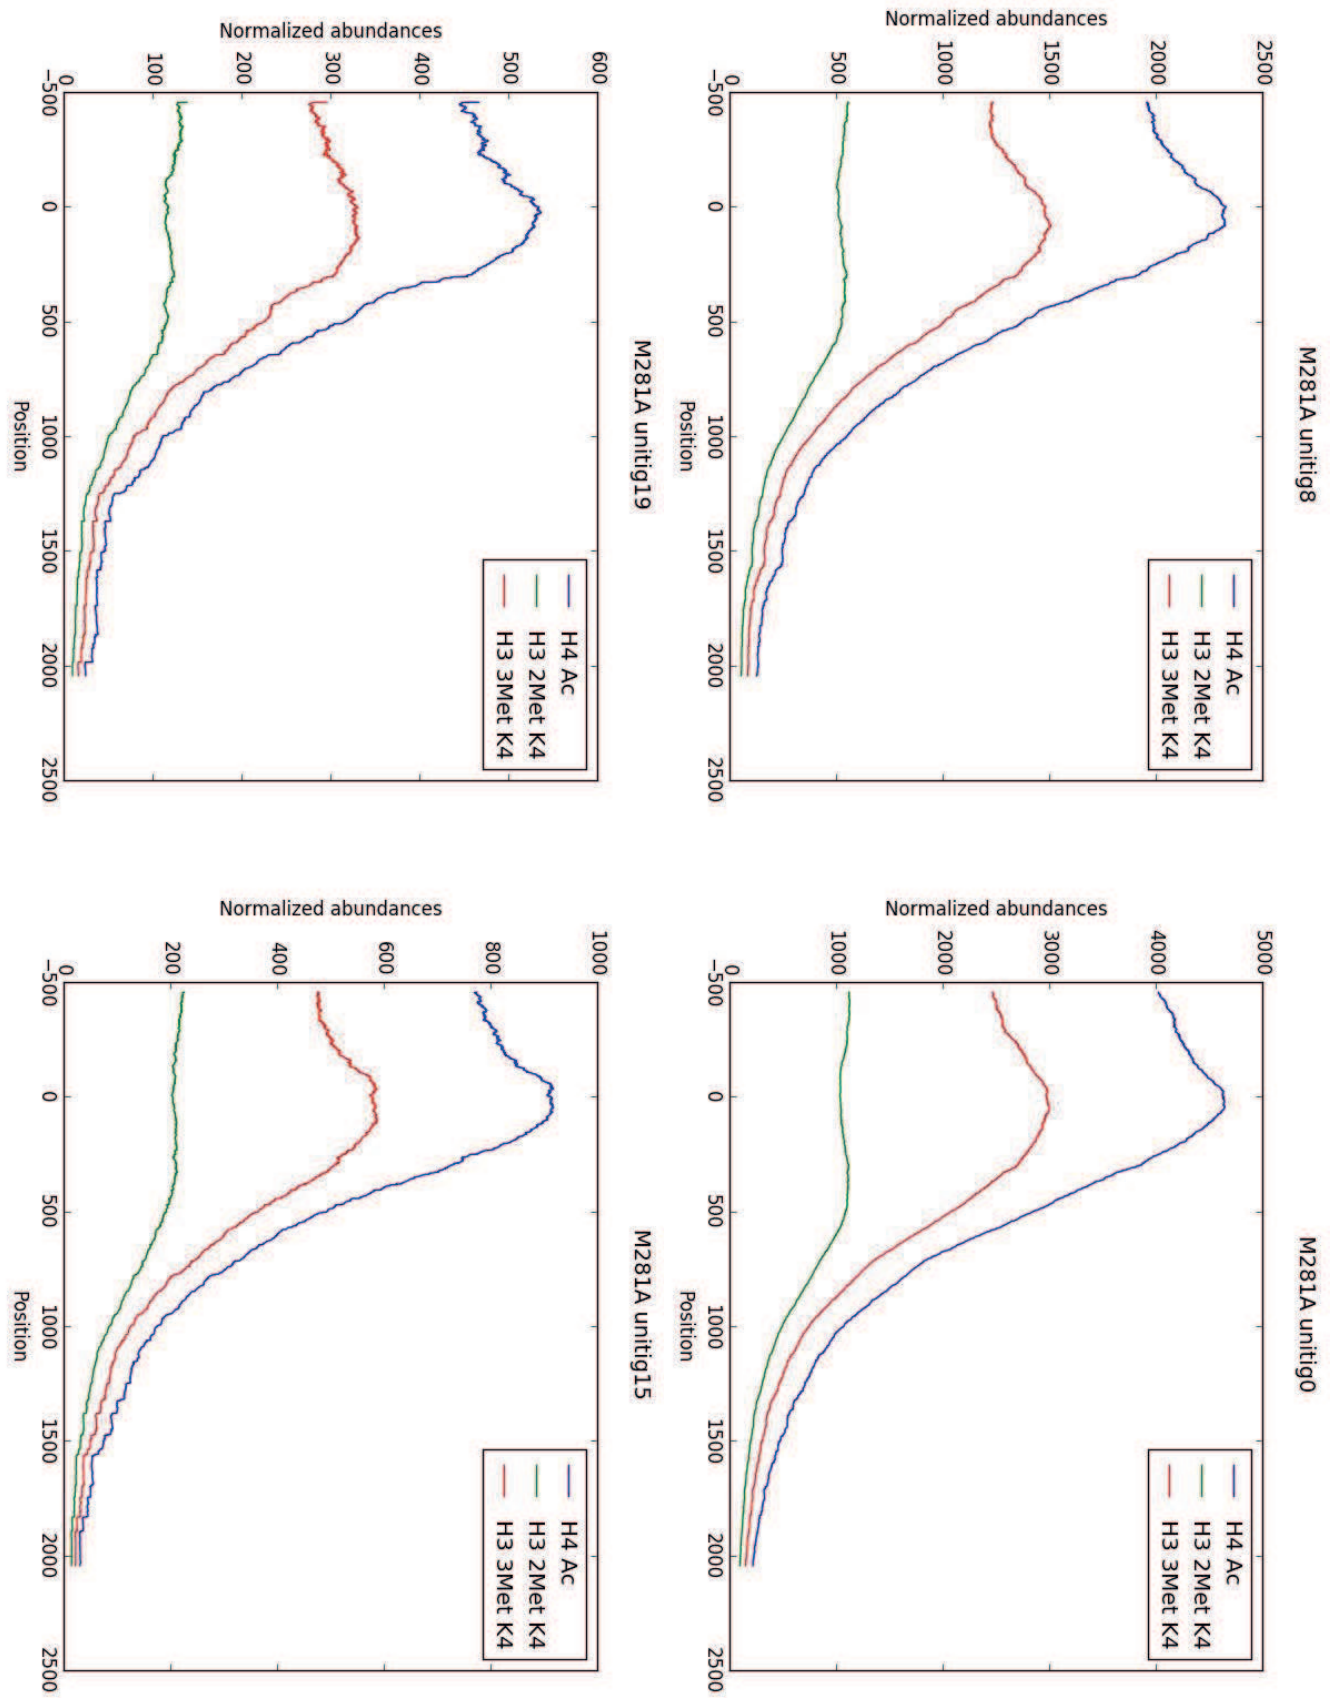 M281A unitig8
Normalized abundances
2500
2000
1500
1000
500
0
−500
0
500
1000
1500
2000
2500
Position
H4 Ac
H3 2Met K4
H3 3Met K4
M281A unitig0
Normalized abundances
5000
4000
3000
2000
1000
0
−500
0
500
1000
1500
2000
2500
Position
H4 Ac
H3 2Met K4
H3 3Met K4
M281A unitig19
Normalized abundances
600
500
400
300
200
100
0
−500
0
500
1000
1500
2000
2500
Position
H4 Ac
H3 2Met K4
H3 3Met K4
M281A unitig15
Normalized abundances
1000
800
600
400
200
0
−500
0
500
1000
1500
2000
2500
Position
H4 Ac
H3 2Met K4
H3 3Met K4